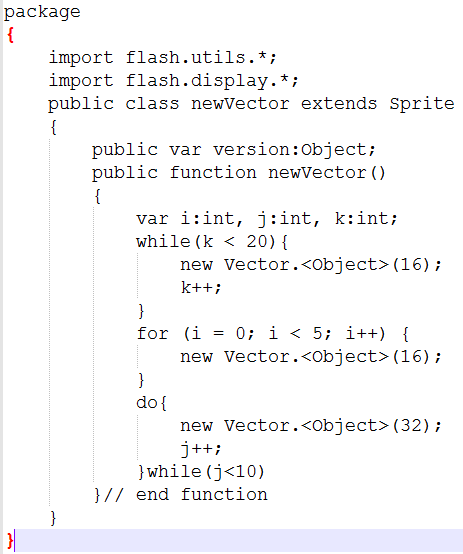 package
{
import flash.utils.*;
import flash.display.*;
public class newVector extends Sprite
{
public var version:Object;
public function newVector()
{
var i:int, j:int, k:int;
while(k < 20){
new Vector.<Object>(16);
k++;
}
for (i = 0; i < 5; i++) {
new Vector.<Object>(16);
}
do{
new Vector.<Object>(32);
j++;
}while(j<10)
}// end function
}
}